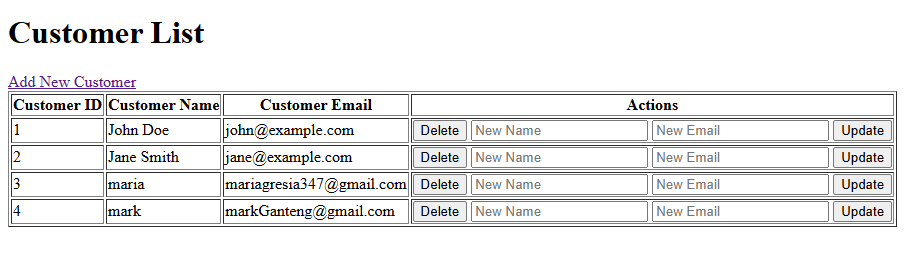 Customer List
Add New Customer
Customer ID Customer Name Customer Email Actions
1 John Doe john@example.com Delete New Name New Email Update
2 Jane Smith jane@example.com Delete New Name New Email Update
3 maria mariagresia347@gmail.com Delete New Name New Email Update
4 mark markGanteng@gmail.com Delete New Name New Email Update